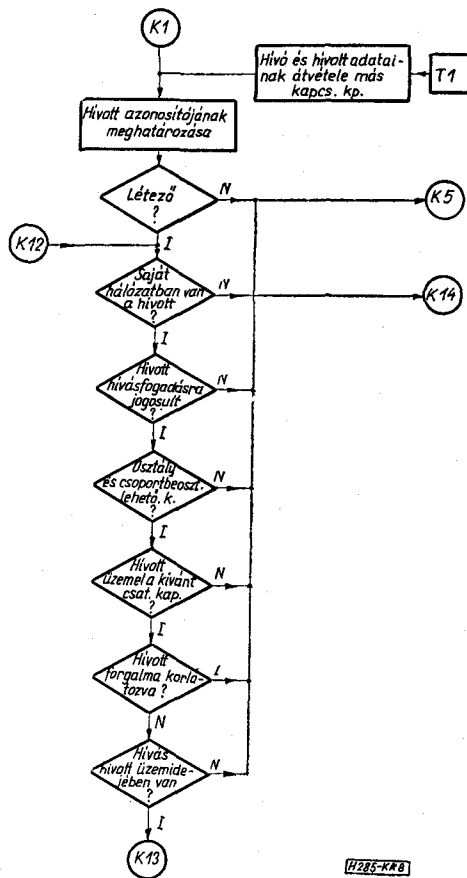 K1
Hívó és hívott adatai-
nak átvétele más
kapcs. kp.
T1
Hívott azonosítójának
meghatározása
Létező
?
N
K5
I
K12
Saját
hálózatban van
a hívott
?
N
K14
I
Hívott
hívásfogadásra
jogosult
?
N
I
Osztály
és csoportbeoszt.
lehető. k.
?
N
I
Hívott
üzemel a kívánt
csat. kap.
?
N
I
Hívott
forgalma korlá-
tozva ?
I
N
Hívás
hívott üzemide-
jében van
?
N
I
K13
H285-KK8